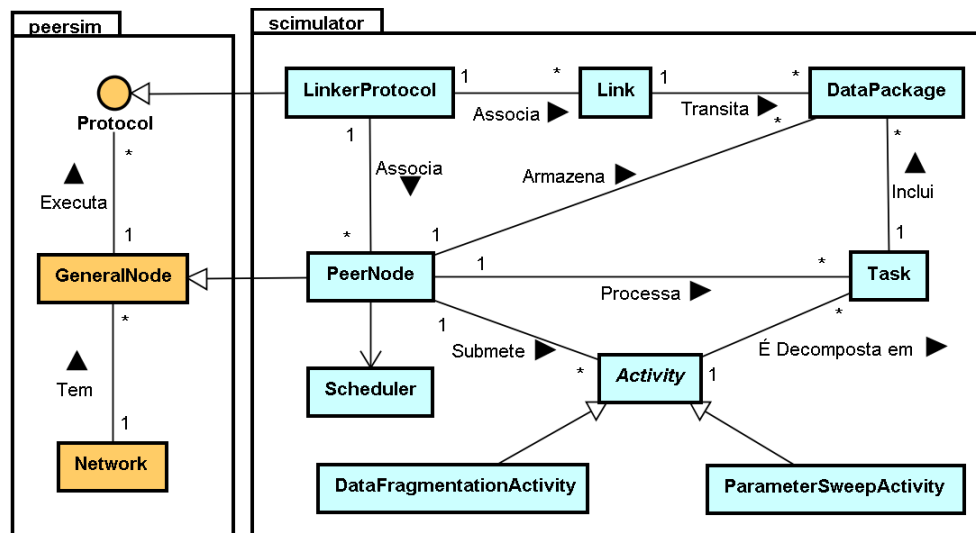 peersim
scimulator
LinkerProtocol
1
*
Link
1
*
DataPackage
Associa
Transita
Protocol
*
1
Associa
*
Armazena
*
Inclui
Executa
1
*
1
1
GeneralNode
PeerNode
1
*
Task
Processa
*
1
*
Submete
É Decomposta em
Tem
*
Activity
1
Scheduler
1
Network
DataFragmentationActivity
ParameterSweepActivity